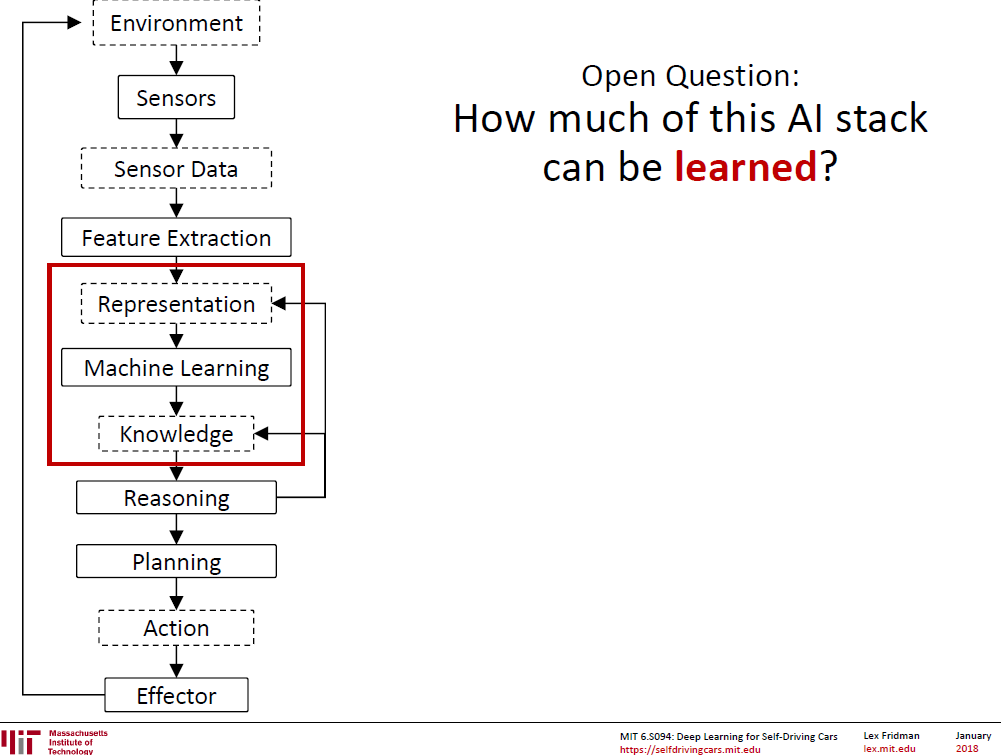 Environment
Sensors
Sensor Data
Feature Extraction
Representation
Machine Learning
Knowledge
Reasoning
Planning
Action
Effector
Open Question:
How much of this AI stack
can be learned?
Massachusetts
Institute of
Technology
MIT 6.S094: Deep Learning for Self-Driving Cars
https://selfdrivingcars.mit.edu
Lex Fridman
lex.mit.edu
January
2018